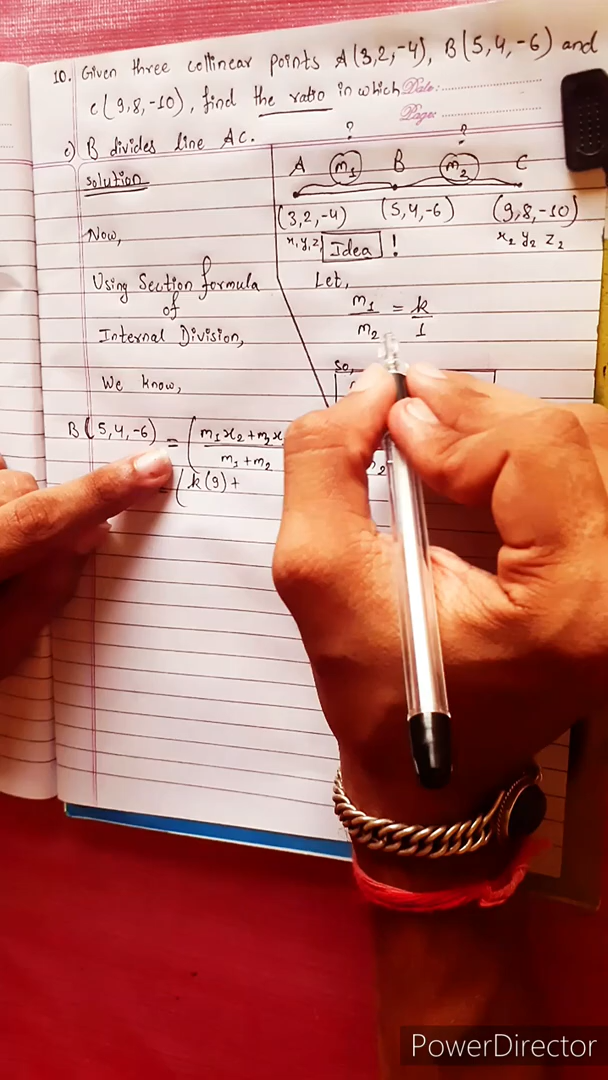 10. Given three collinear points A(3,2,-4), B(5,4,-6) and
C(9,8,-10), find the ratio in which
Date:
Page:
c) B divides line AC.
? ?
A m₁ B m₂ C
Solution
(3,2,-4) (5,4,-6) (9,8,-10)
x₁ y₁ z₁ Idea ! x₂ y₂ z₂
Now,
Let,
Using Section formula
of
Internal Division,
m₁/m₂ = k/1
So,
We know,
B(5,4,-6) = (m₁x₂+m₂x
m₁+m₂
= (k(9)+
PowerDirector